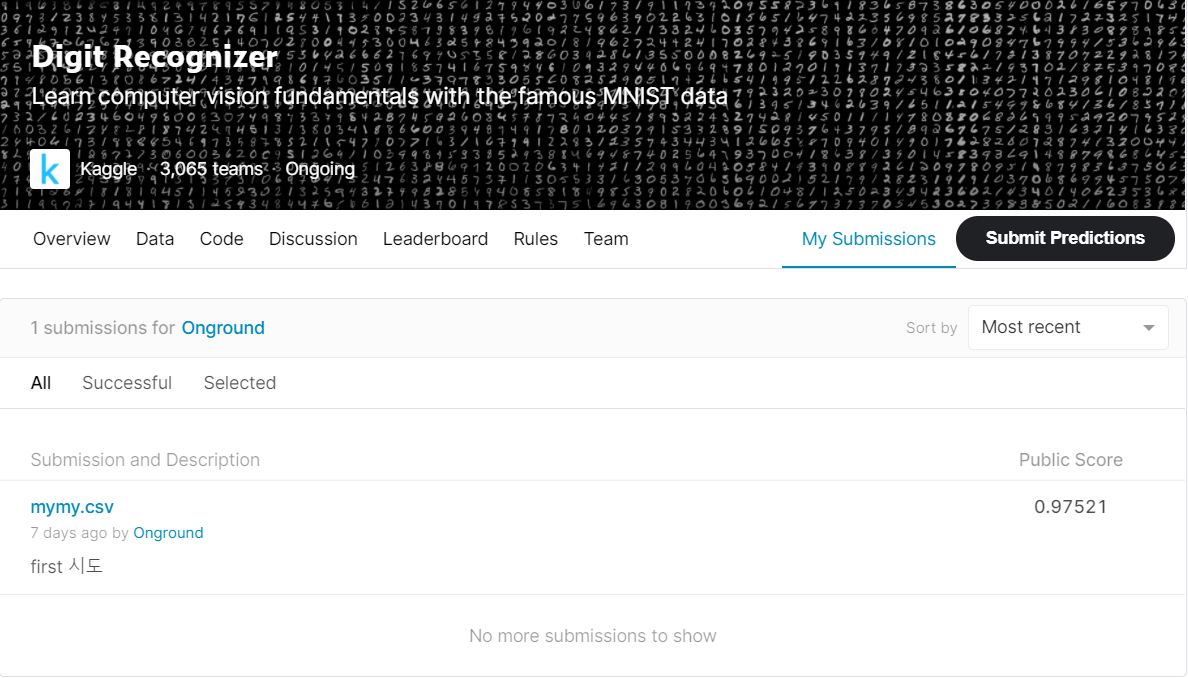 Digit Recognizer
Learn computer vision fundamentals with the famous MNIST data
k Kaggle · 3,065 teams · Ongoing
Overview Data Code Discussion Leaderboard Rules Team My Submissions Submit Predictions
1 submissions for Onground Sort by Most recent
All Successful Selected
Submission and Description Public Score
mymy.csv 0.97521
7 days ago by Onground
first 시도
No more submissions to show